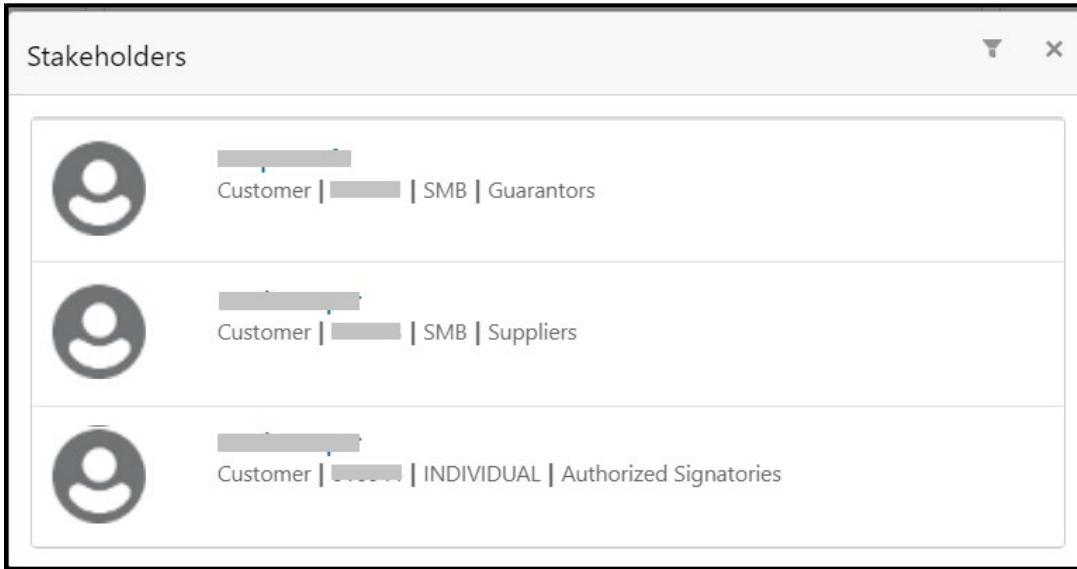 Stakeholders
Customer | | SMB | Guarantors
Customer | | SMB | Suppliers
Customer | | INDIVIDUAL | Authorized Signatories